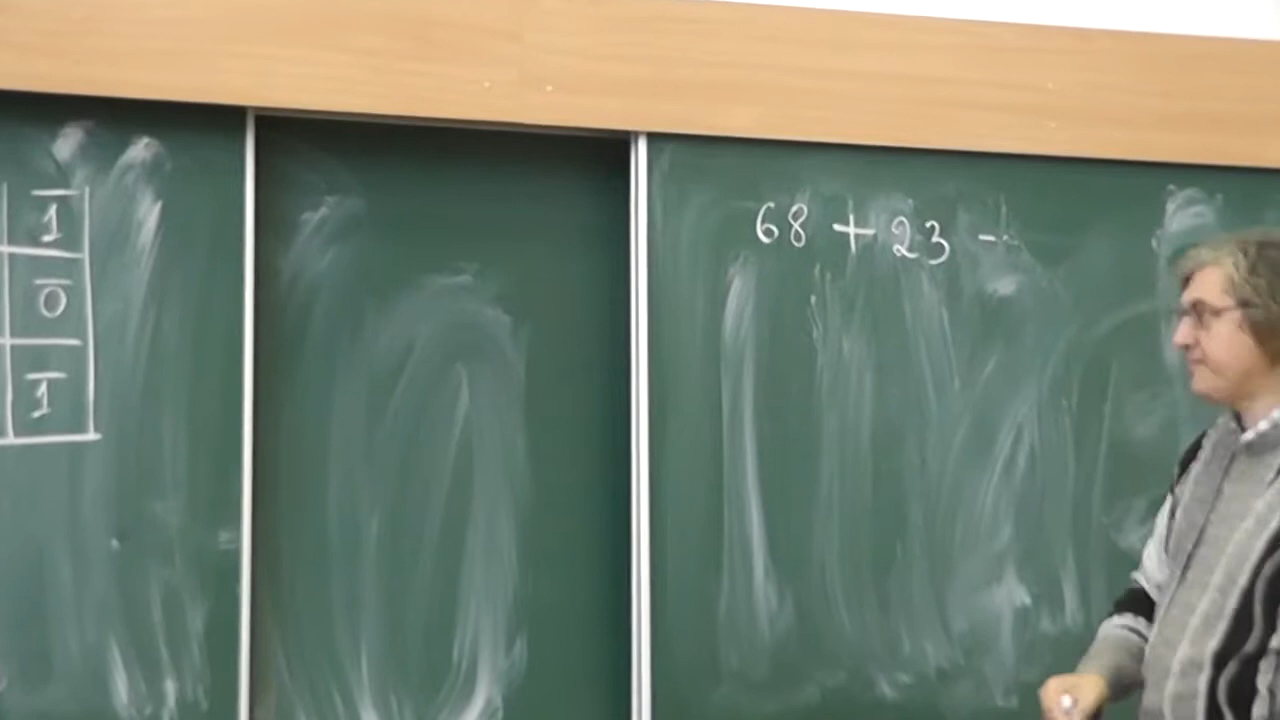 1̅
0̅
1̅
68 + 23 -